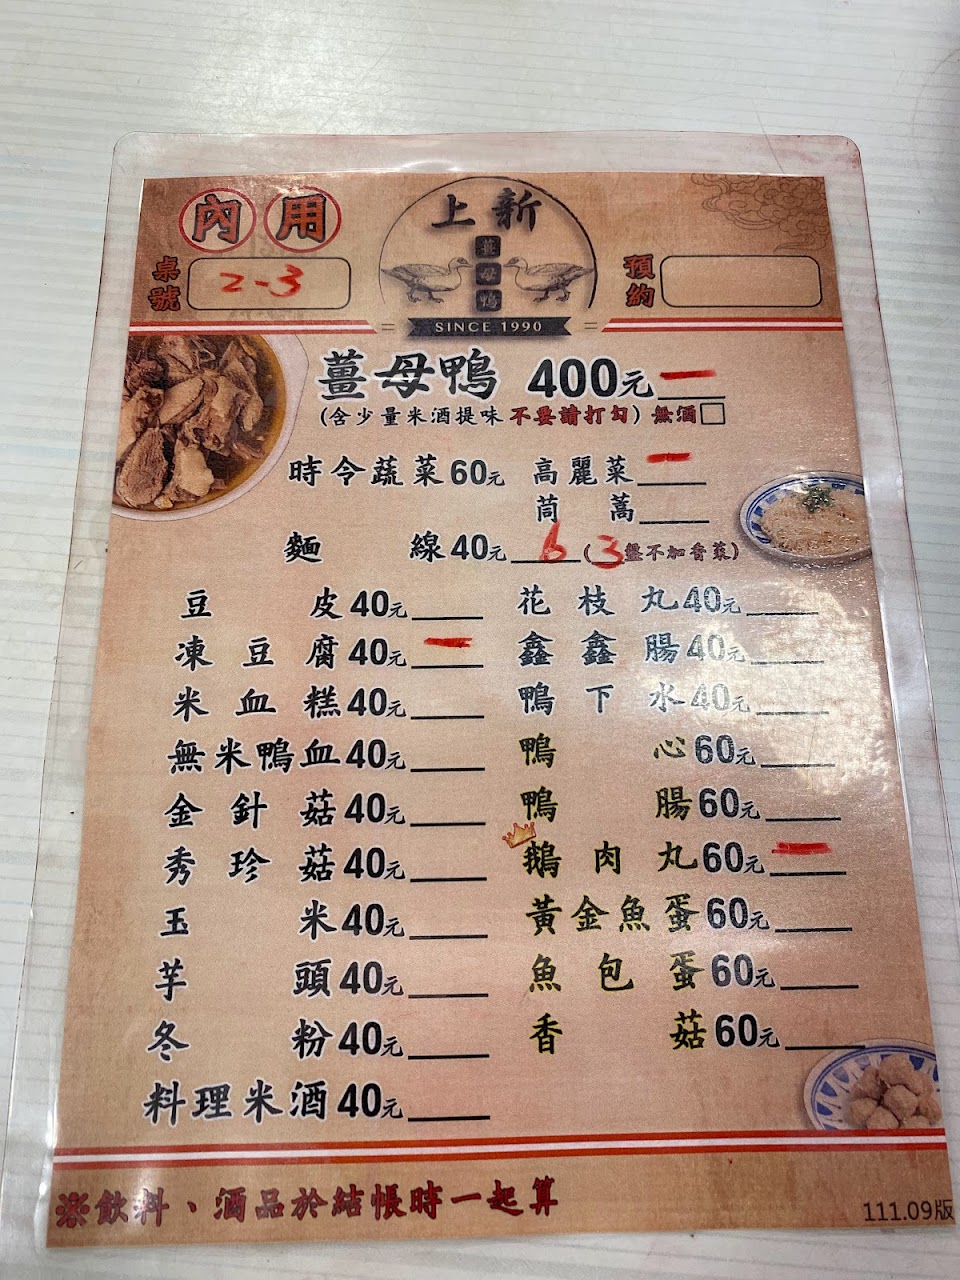 內用
上新
薑母鴨
桌號 2-3
預約
SINCE 1990
薑母鴨 400元 一
(含少量米酒提味 不要請打勾) 無酒□
時令蔬菜60元 高麗菜 一
茼蒿
麵線40元 6 (3盤不加香菜)
豆皮40元 花枝丸40元
凍豆腐40元 一 鑫鑫腸40元
米血糕40元 鴨下水40元
無米鴨血40元 鴨心60元
金針菇40元 鴨腸60元
秀珍菇40元 鵝肉丸60元 一
玉米40元 黃金魚蛋60元
芋頭40元 魚包蛋60元
冬粉40元 香菇60元
料理米酒40元
※飲料、酒品於結帳時一起算
111.09版